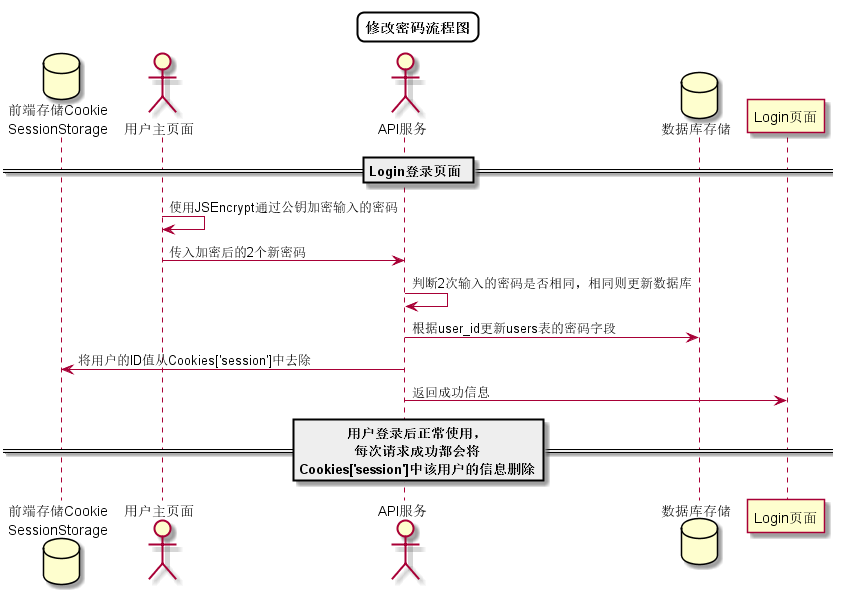 修改密码流程图
前端存储Cookie
SessionStorage
用户主页面
API服务
数据库存储
Login页面
Login登录页面
使用JSEncrypt通过公钥加密输入的密码
传入加密后的2个新密码
判断2次输入的密码是否相同，相同则更新数据库
根据user_id更新users表的密码字段
将用户的ID值从Cookies['session']中去除
返回成功信息
用户登录后正常使用，
每次请求成功都会将
Cookies['session']中该用户的信息删除
前端存储Cookie
SessionStorage
用户主页面
API服务
数据库存储
Login页面